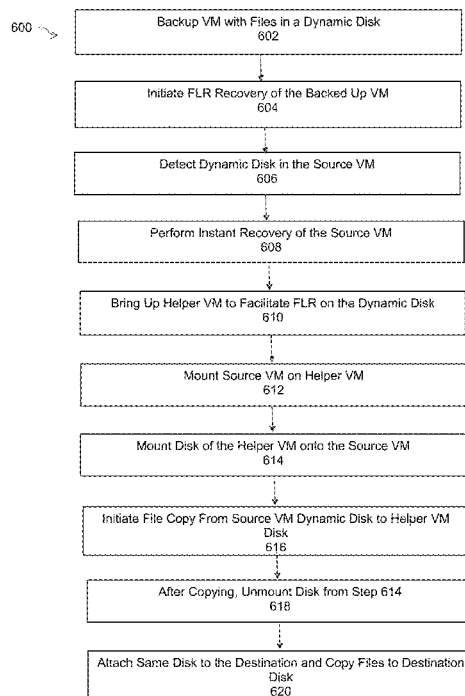 600
Backup VM with Files in a Dynamic Disk
602
Initiate FLR Recovery of the Backed Up VM
604
Detect Dynamic Disk in the Source VM
606
Perform Instant Recovery of the Source VM
608
Bring Up Helper VM to Facilitate FLR on the Dynamic Disk
610
Mount Source VM on Helper VM
612
Mount Disk of the Helper VM onto the Source VM
614
Initiate File Copy From Source VM Dynamic Disk to Helper VM
Disk
616
After Copying, Unmount Disk from Step 614
618
Attach Same Disk to the Destination and Copy Files to Destination
Disk
620